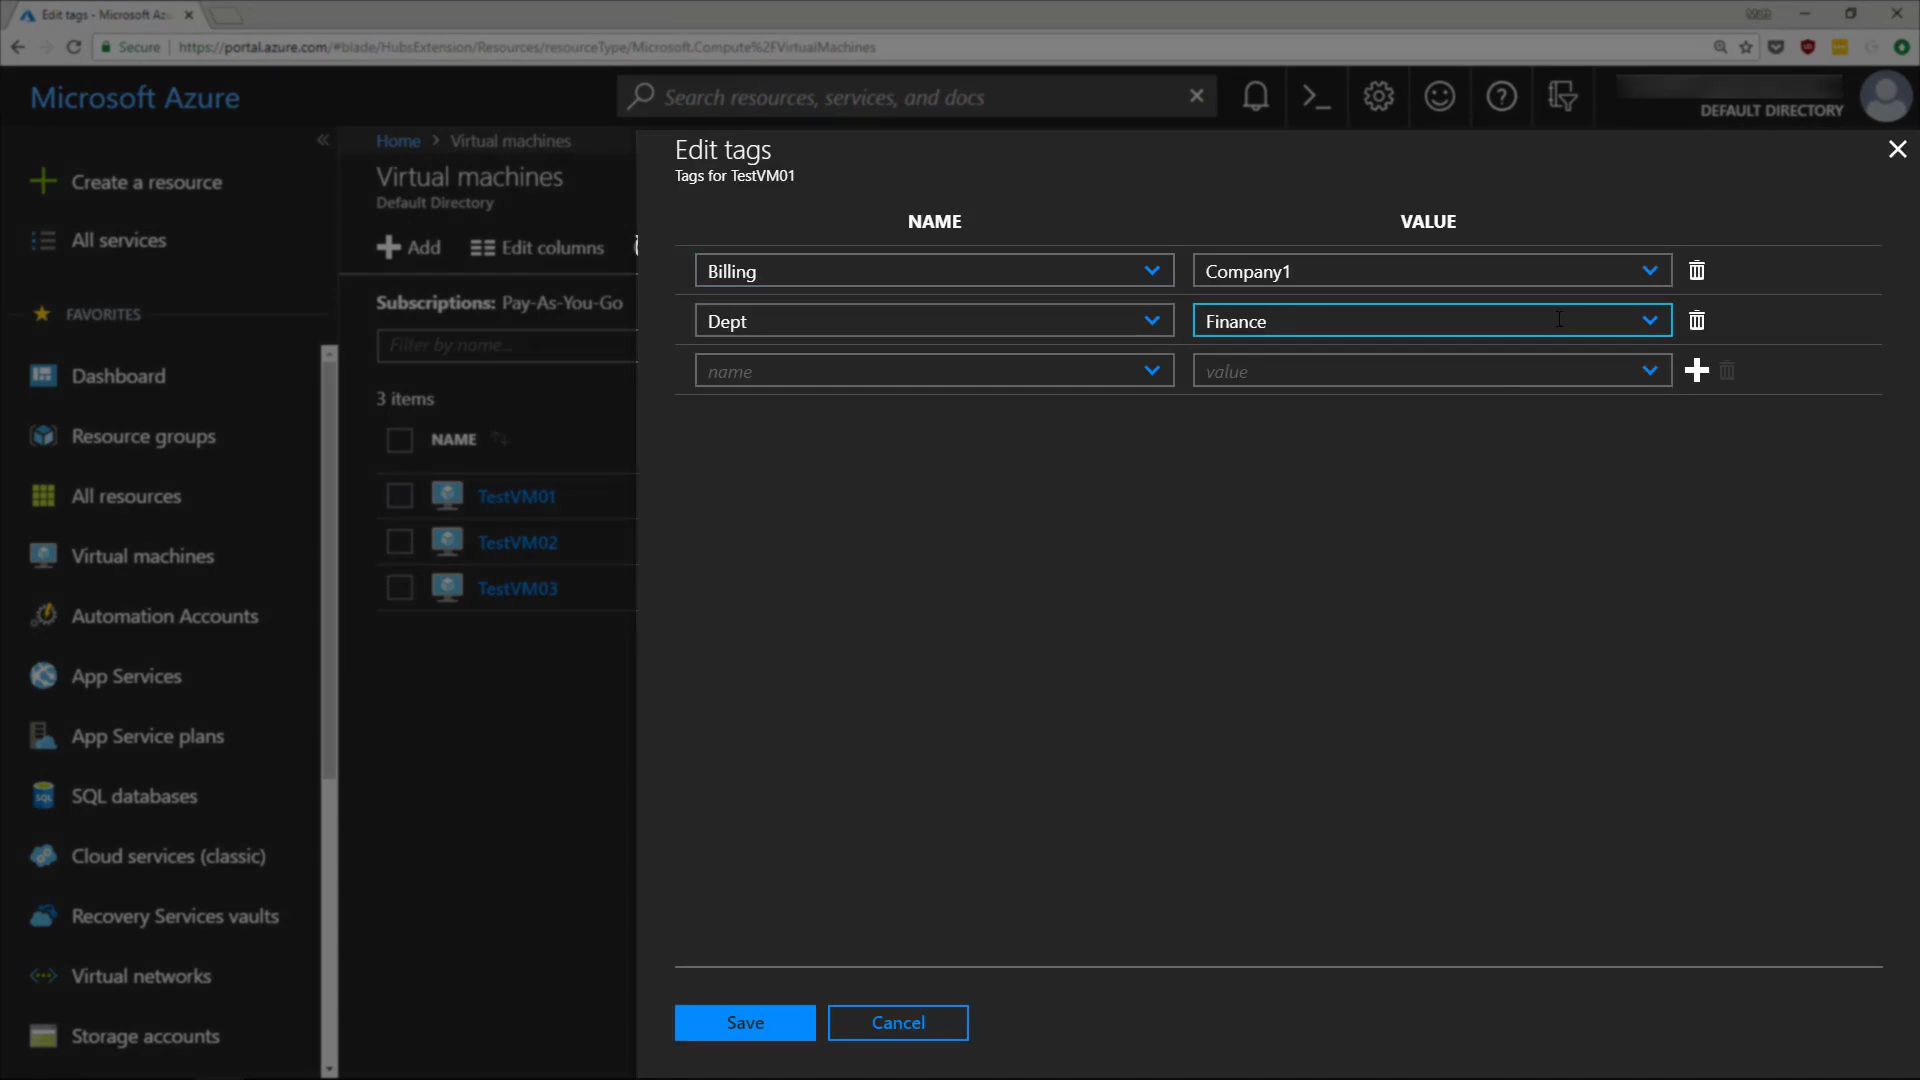 Edit tags - Microsoft Az
Secure https://portal.azure.com/#blade/HubsExtension/Resources/resourceType/Microsoft.Compute%2FVirtualMachines
Microsoft Azure
Search resources, services, and docs
DEFAULT DIRECTORY
Create a resource
All services
FAVORITES
Dashboard
Resource groups
All resources
Virtual machines
Automation Accounts
App Services
App Service plans
SQL databases
Cloud services (classic)
Recovery Services vaults
Virtual networks
Storage accounts
Home > Virtual machines
Virtual machines
Default Directory
Add Edit columns
Subscriptions: Pay-As-You-Go
Filter by name...
3 items
NAME
TestVM01
TestVM02
TestVM03
Edit tags
Tags for TestVM01
NAME VALUE
Billing Company1
Dept Finance
name value
Save Cancel